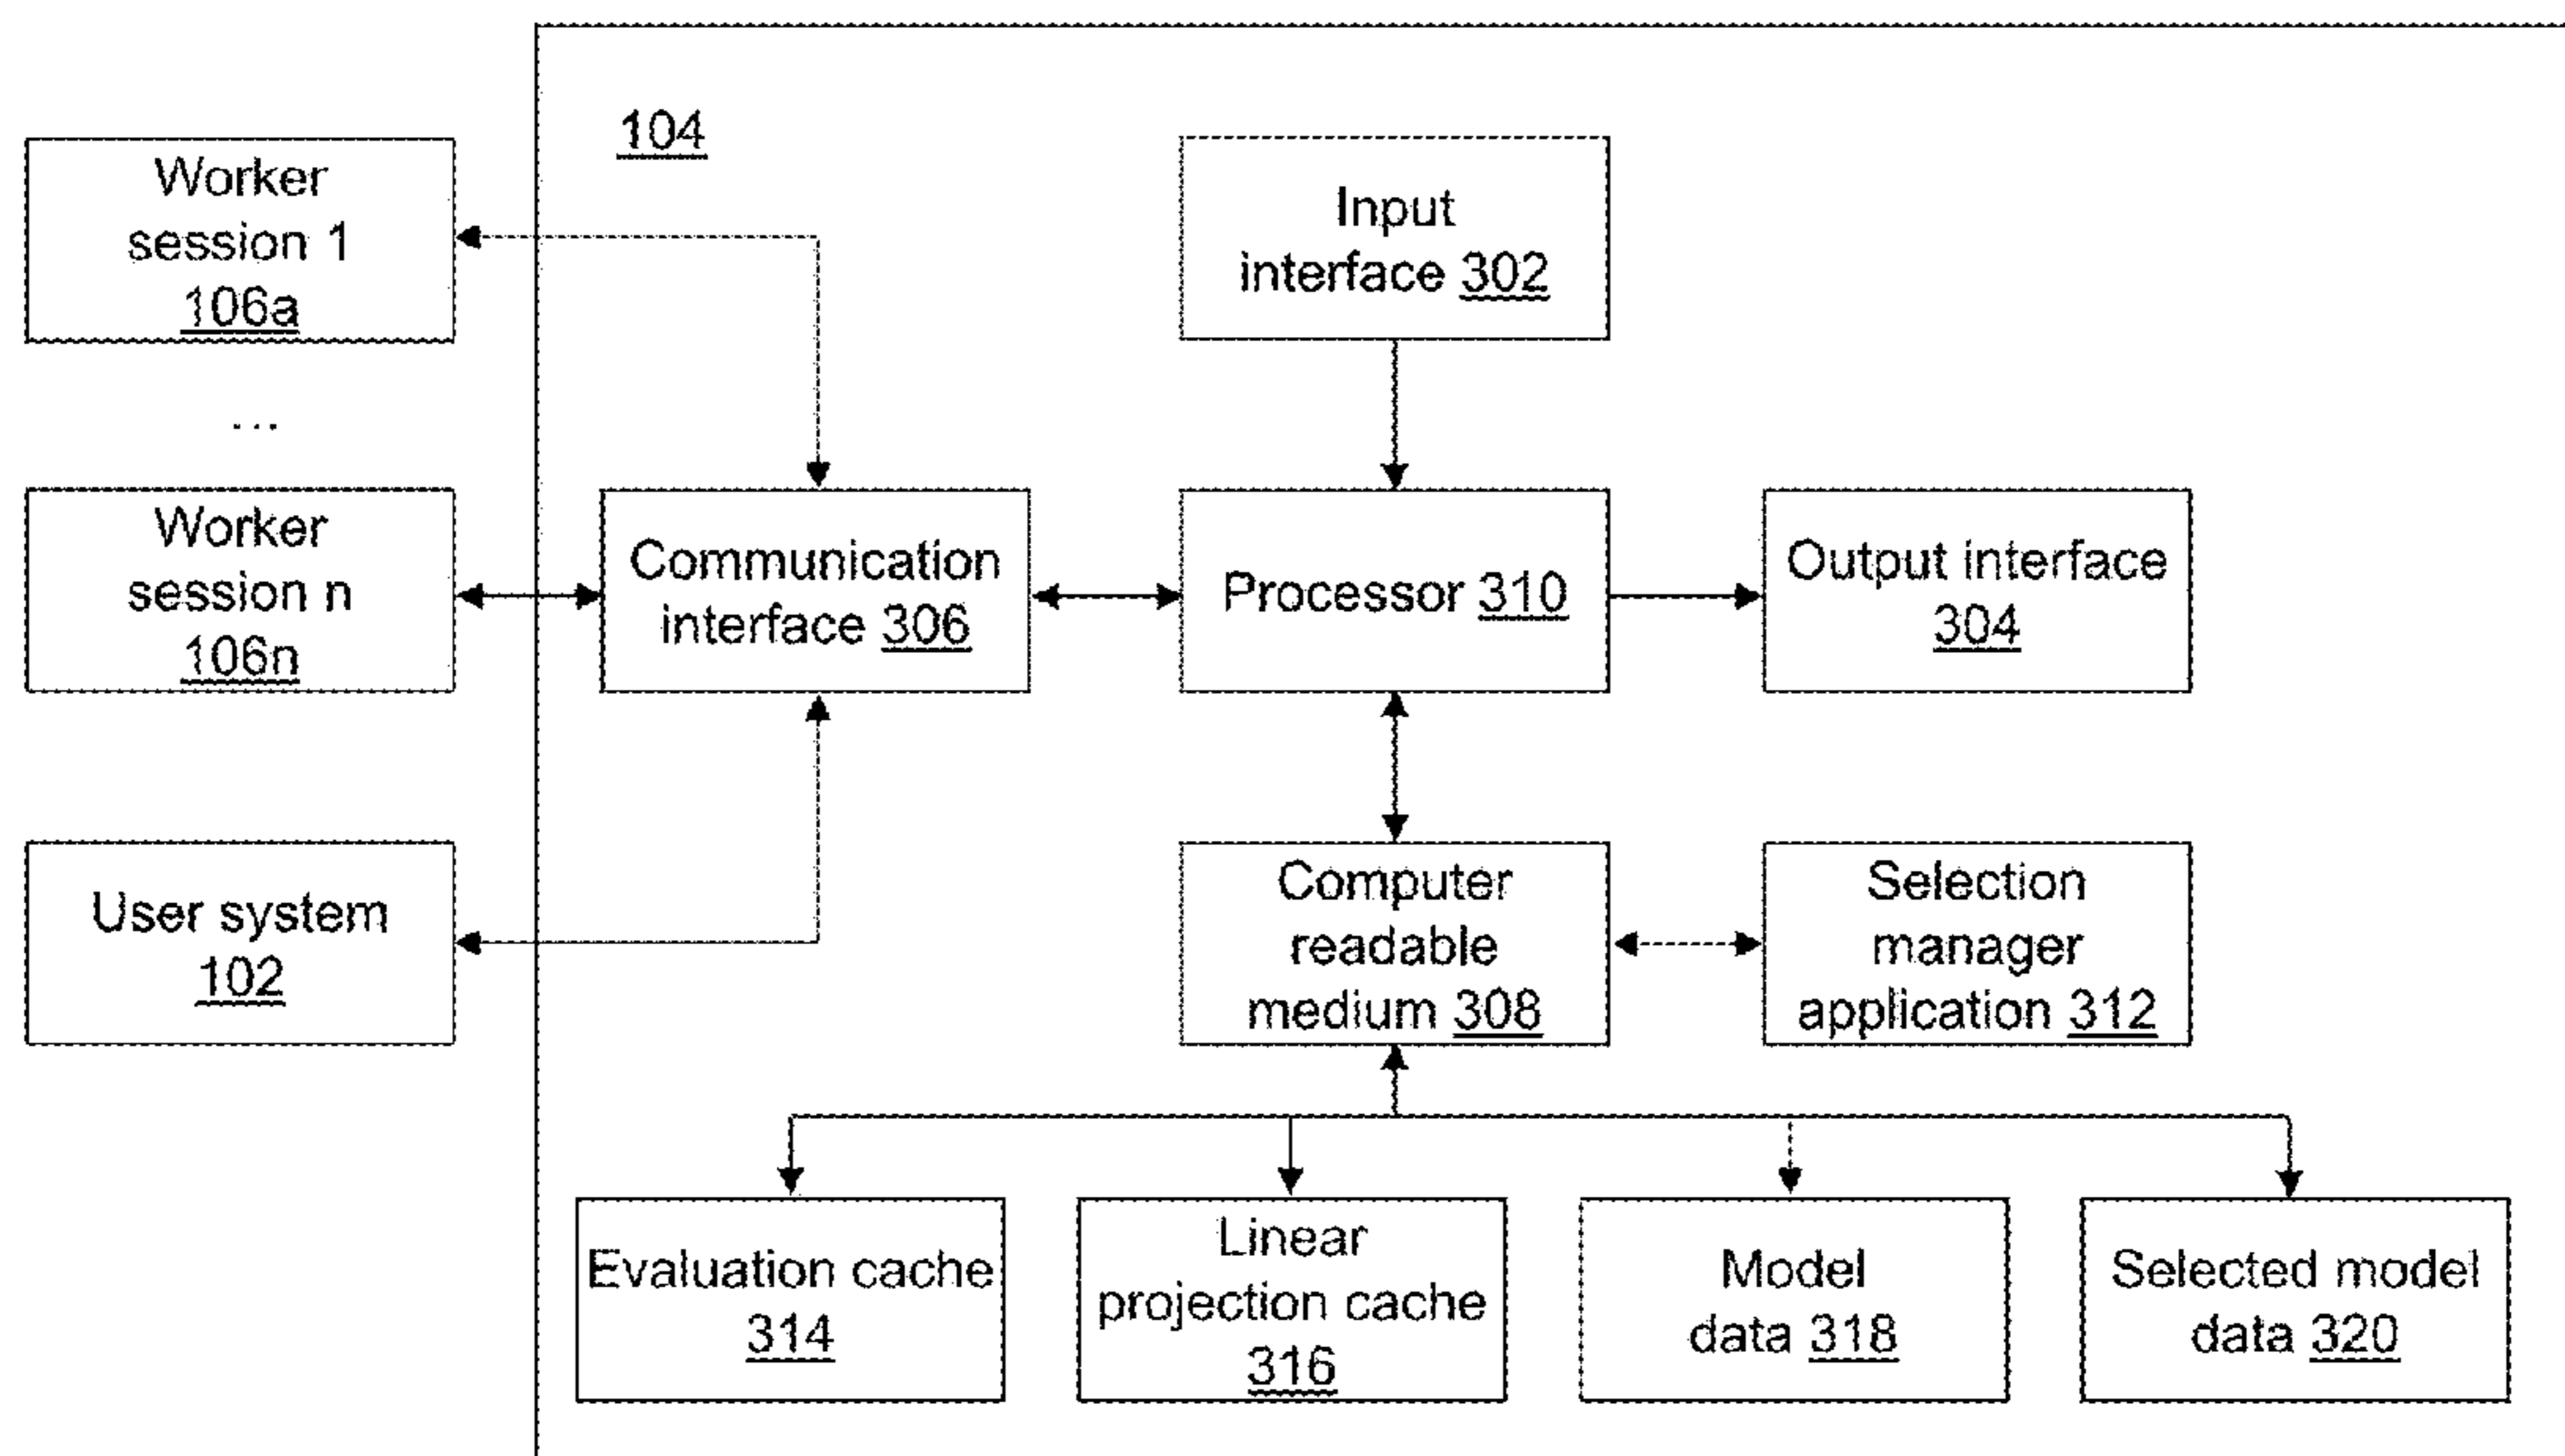 104
Worker
session 1
106a
...
Worker
session n
106n
User system
102
Input
interface 302
Communication
interface 306
Processor 310
Output interface
304
Computer
readable
medium 308
Selection
manager
application 312
Evaluation cache
314
Linear
projection cache
316
Model
data 318
Selected model
data 320